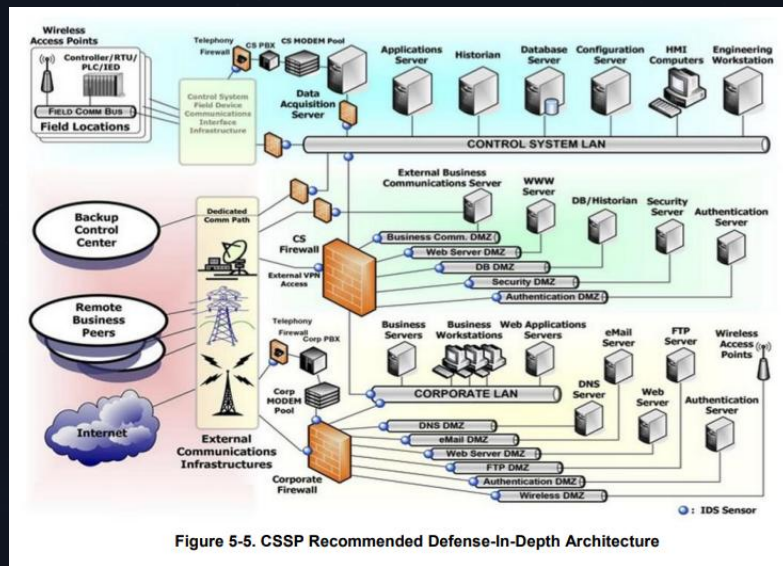 Wireless
Access Points
Controller/RTU/
PLC/IED
FIELD COMM BUS
Field Locations
Telephony
Firewall
CS PBX
CS MODEM Pool
Control System
Field Device
Communications
Interface
Infrastructure
Data
Acquisition
Server
Applications
Server
Historian
Database
Server
Configuration
Server
HMI
Computers
Engineering
Workstation
CONTROL SYSTEM LAN
Backup
Control
Center
Remote
Business
Peers
Internet
Dedicated
Comm Path
External
Communications
Infrastructures
CS
Firewall
External VPN
Access
External Business
Communications Server
WWW
Server
DB/Historian
Security
Server
Authentication
Server
Business Comm. DMZ
Web Server DMZ
DB DMZ
Security DMZ
Authentication DMZ
Telephony
Firewall
Corp PBX
Corp
MODEM
Pool
Corporate
Firewall
Business
Servers
Business
Workstations
Web Applications
Servers
CORPORATE LAN
DNS
Server
eMail
Server
Web
Server
FTP
Server
Authentication
Server
Wireless
Access
Points
DNS DMZ
eMail DMZ
Web Server DMZ
FTP DMZ
Authentication DMZ
Wireless DMZ
: IDS Sensor
Figure 5-5. CSSP Recommended Defense-In-Depth Architecture